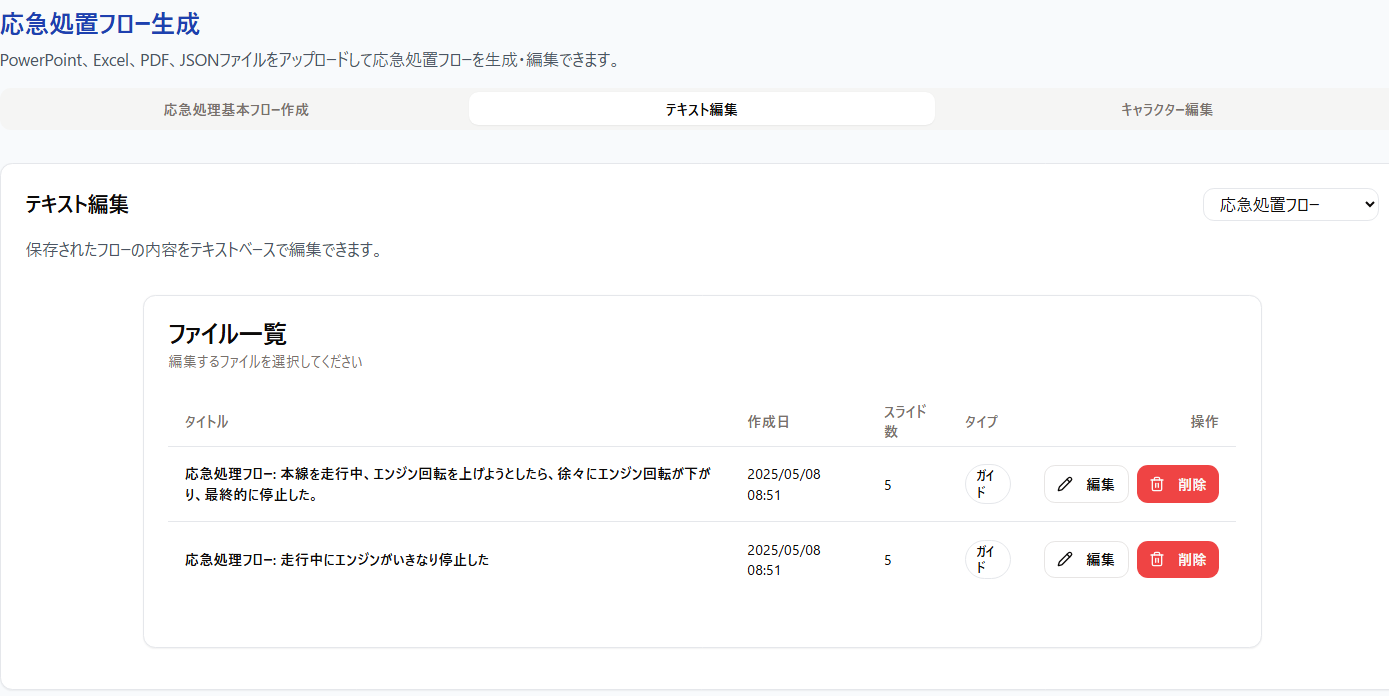 応急処置フロー生成
PowerPoint、Excel、PDF、JSONファイルをアップロードして応急処置フローを生成・編集できます。
応急処理基本フロー作成
テキスト編集
キャラクター編集
テキスト編集
応急処置フロー
保存されたフローの内容をテキストベースで編集できます。
ファイル一覧
編集するファイルを選択してください
タイトル
作成日
スライド
数
タイプ
操作
応急処理フロー: 本線を走行中、エンジン回転を上げようとしたら、徐々にエンジン回転が下が
り、最終的に停止した。
2025/05/08
08:51
5
ガイ
ド
編集
削除
応急処理フロー: 走行中にエンジンがいきなり停止した
2025/05/08
08:51
5
ガイ
ド
編集
削除